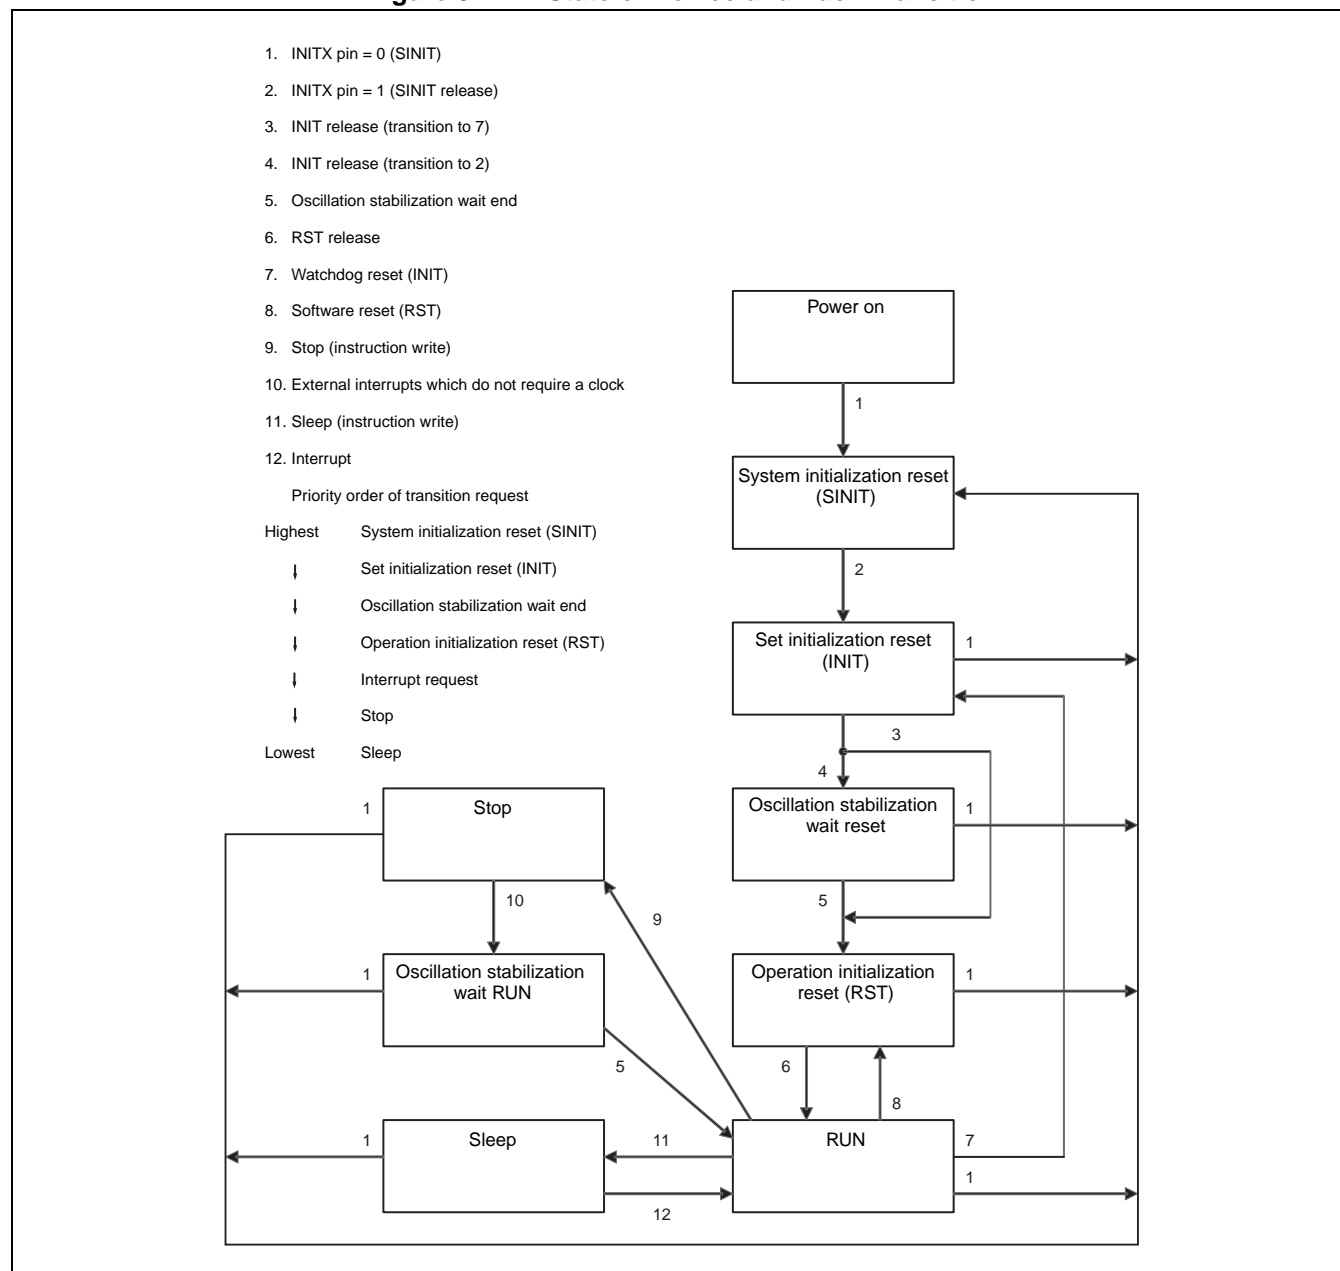 1. INITX pin = 0 (SINIT)
2. INITX pin = 1 (SINIT release)
3. INIT release (transition to 7)
4. INIT release (transition to 2)
5. Oscillation stabilization wait end
6. RST release
7. Watchdog reset (INIT)
8. Software reset (RST)
9. Stop (instruction write)
10. External interrupts which do not require a clock
11. Sleep (instruction write)
12. Interrupt
Priority order of transition request
Highest System initialization reset (SINIT)
Set initialization reset (INIT)
Oscillation stabilization wait end
Operation initialization reset (RST)
Interrupt request
Stop
Lowest Sleep
Power on
1
System initialization reset
(SINIT)
2
Set initialization reset
(INIT)
1
3
4
Oscillation stabilization
wait reset
1
5
Operation initialization
reset (RST)
1
6
8
RUN
7
1
1
Stop
10
9
1
Oscillation stabilization
wait RUN
5
1
Sleep
11
12